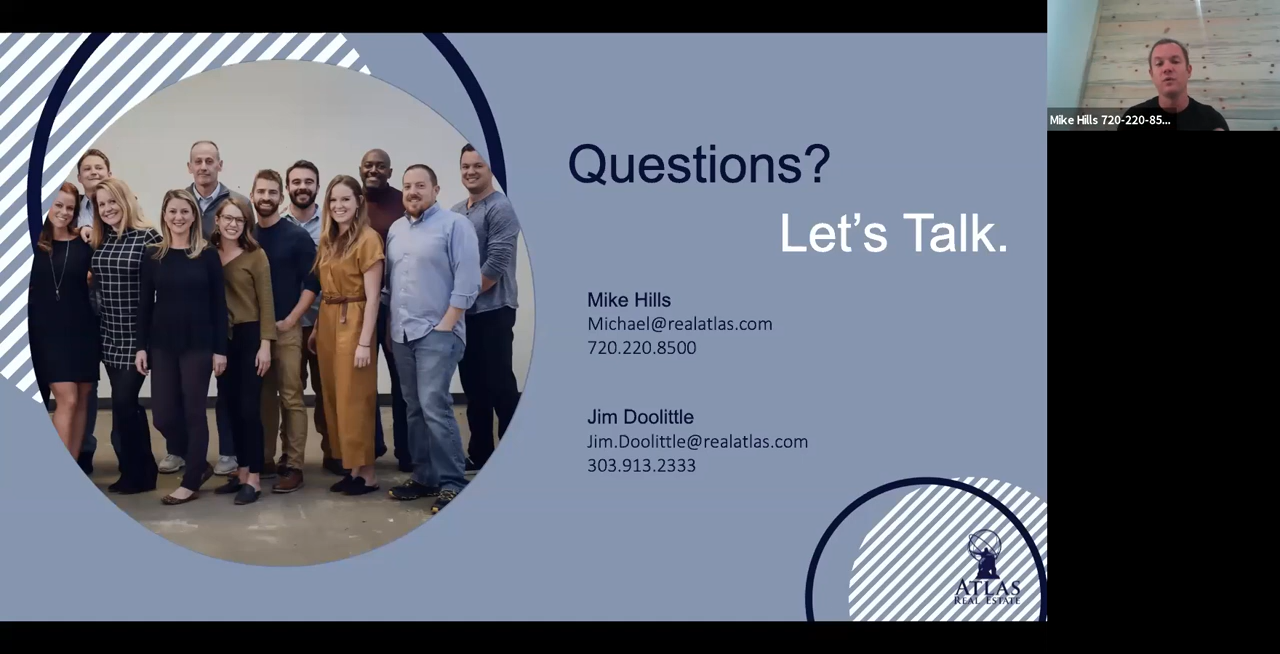 Mike Hills 720-220-85...
Questions?
Let's Talk.
Mike Hills
Michael@realatlas.com
720.220.8500
Jim Doolittle
Jim.Doolittle@realatlas.com
303.913.2333
ATLAS
REAL ESTATE